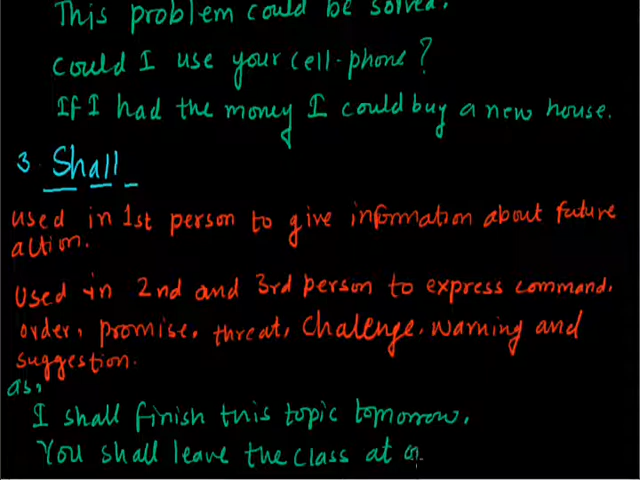 This problem could be solved.
Could I use your cell-phone?
If I had the money I could buy a new house.
3. Shall
used in 1st person to give information about future
action.
Used in 2nd and 3rd person to express command,
order, promise, threat, Challenge, warning and
suggestion.
as,
I shall finish this topic tomorrow.
You shall leave the class at